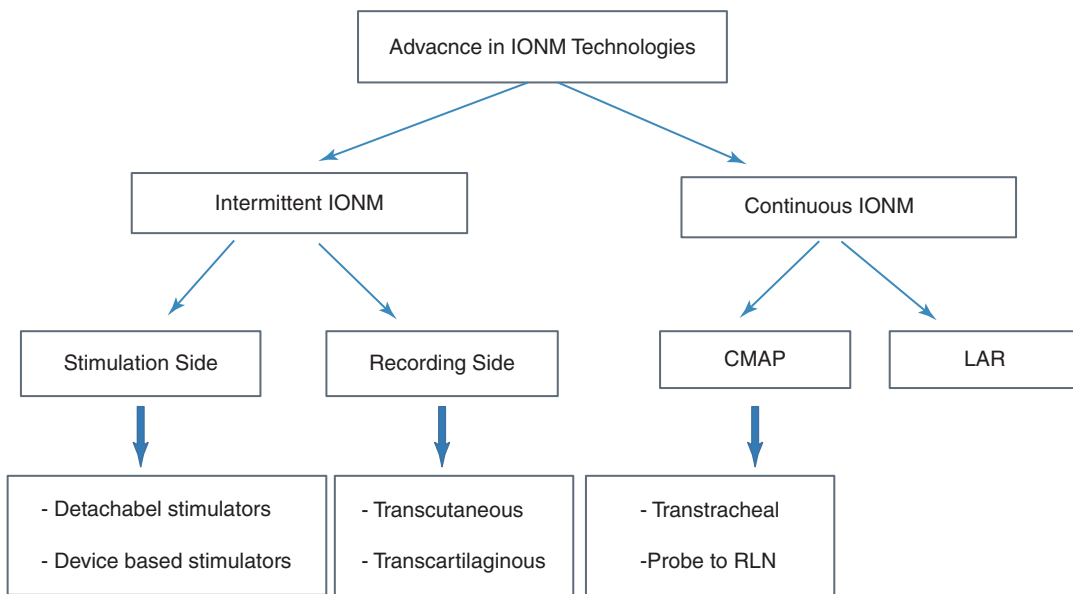 Advacnce in IONM Technologies
Intermittent IONM
Continuous IONM
Stimulation Side
Recording Side
CMAP
LAR
- Detachabel stimulators
- Device based stimulators
- Transcutaneous
- Transcartilaginous
- Transtracheal
-Probe to RLN